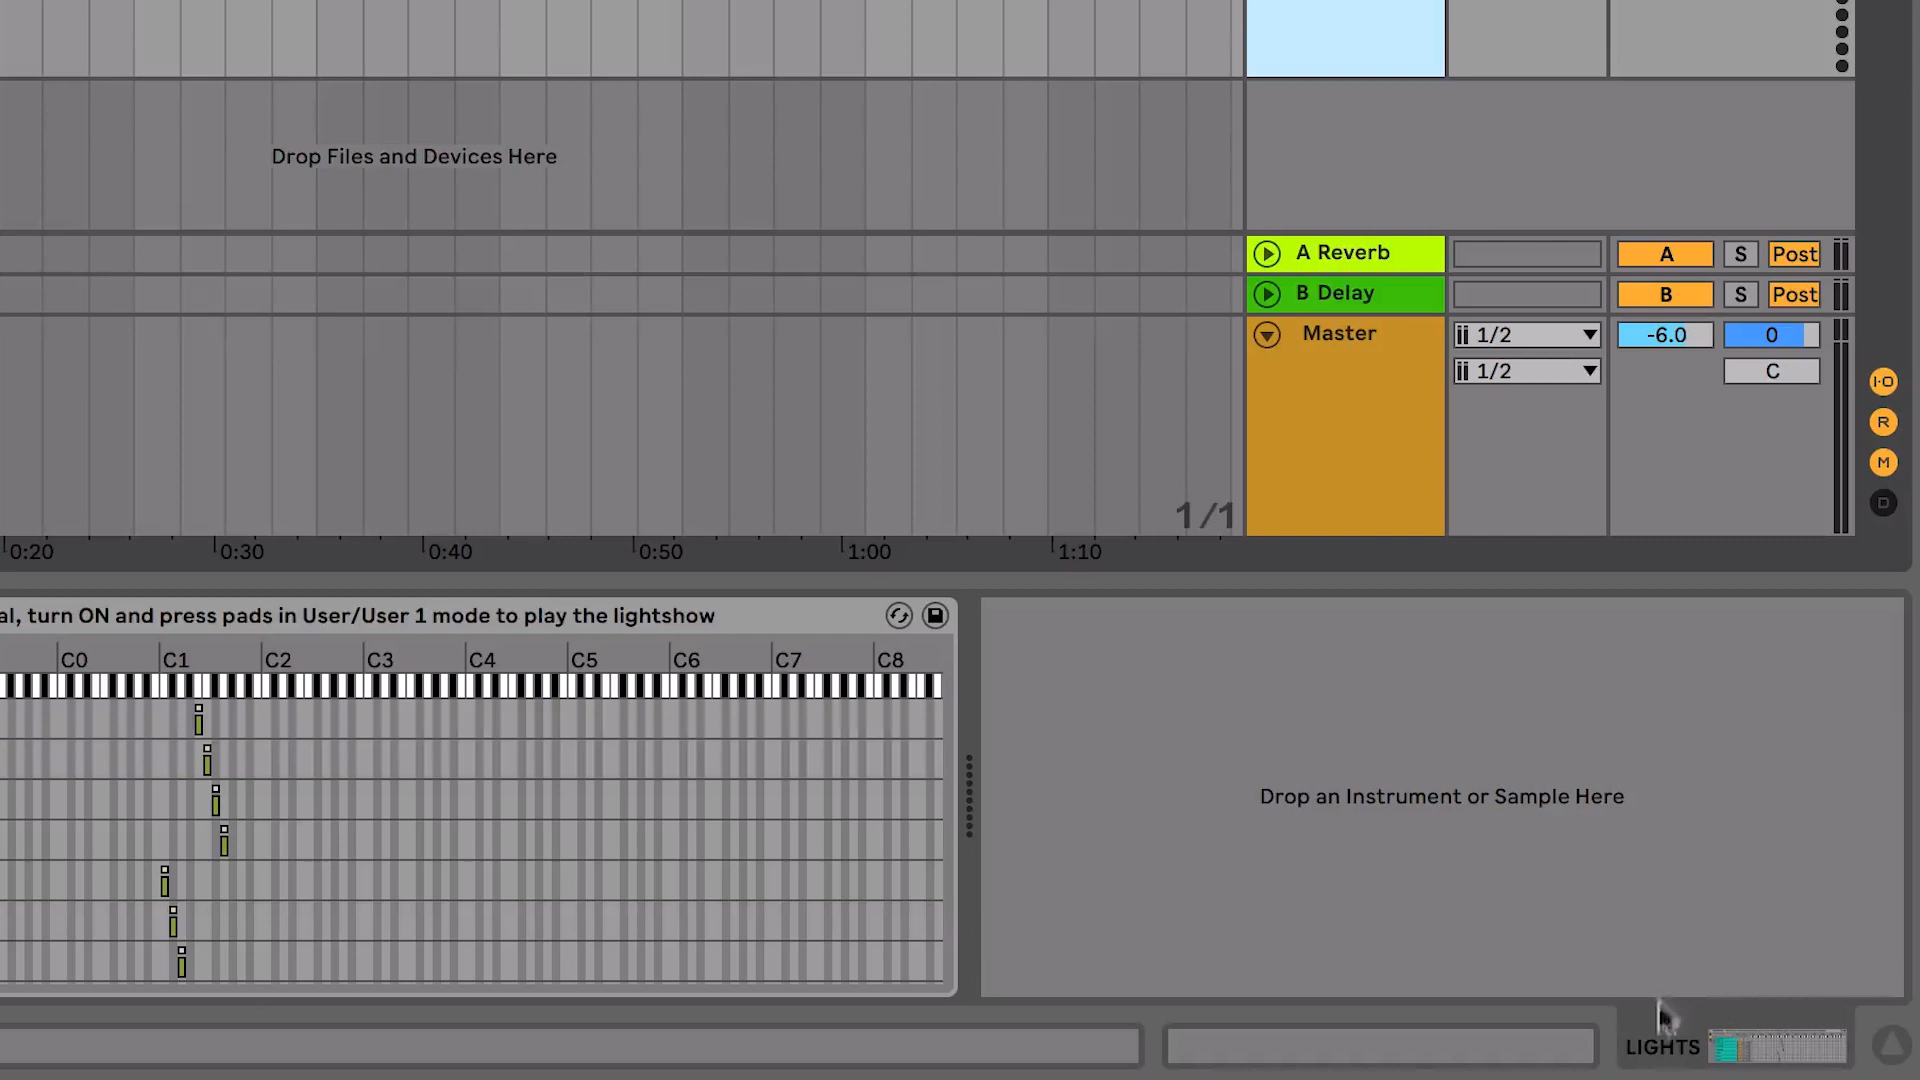 Drop Files and Devices Here
A Reverb
A
S
Post
B Delay
B
S
Post
Master
1/2
-6.0
0
1/2
C
I·O
R
M
D
1/1
0:20
0:30
0:40
0:50
1:00
1:10
al, turn ON and press pads in User/User 1 mode to play the lightshow
C0
C1
C2
C3
C4
C5
C6
C7
C8
Drop an Instrument or Sample Here
LIGHTS